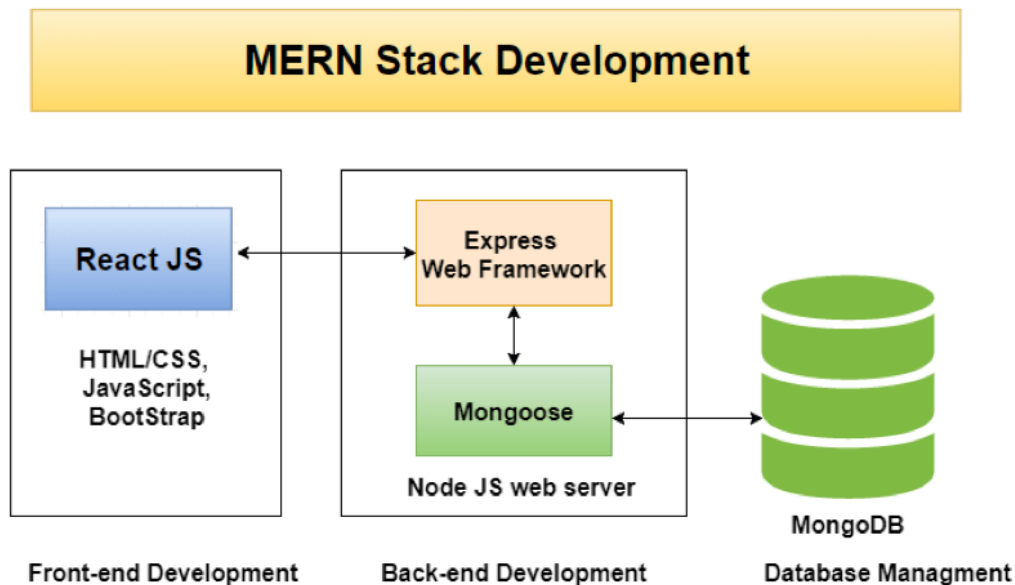 MERN Stack Development
React JS
HTML/CSS,
JavaScript,
BootStrap
Express
Web Framework
Mongoose
Node JS web server
MongoDB
Front-end Development
Back-end Development
Database Managment